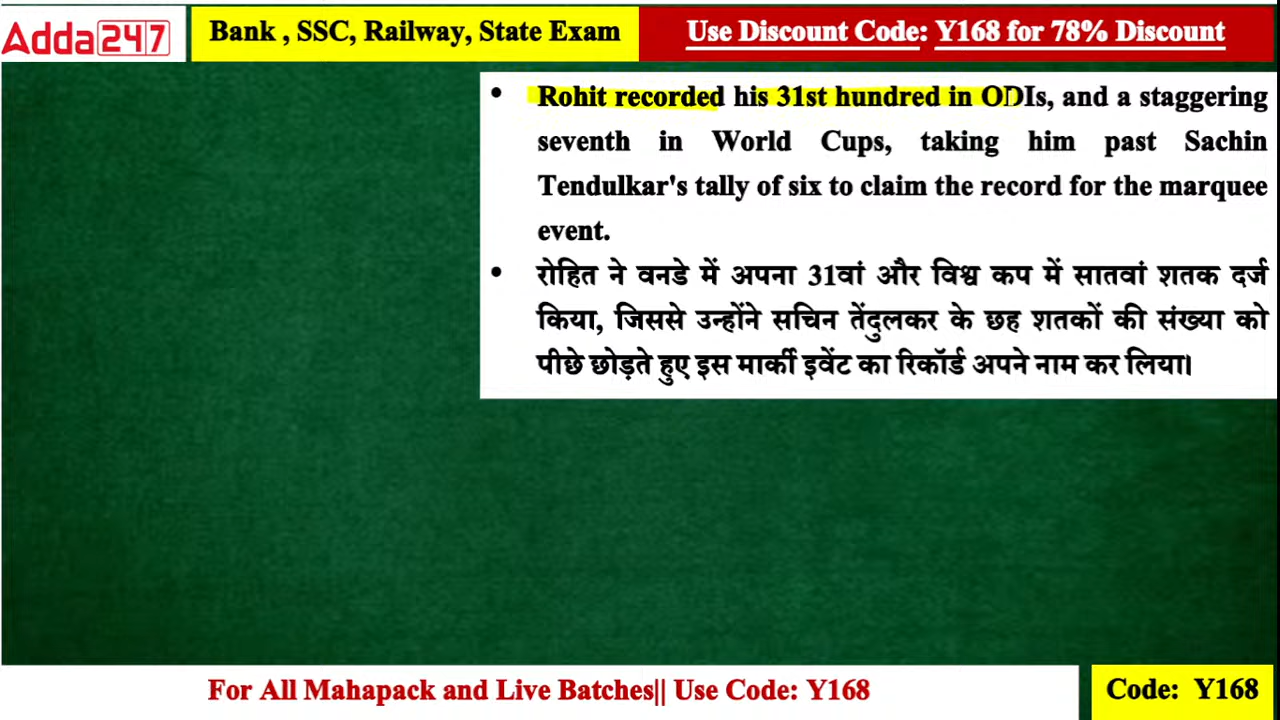 Adda247
Bank , SSC, Railway, State Exam
Use Discount Code: Y168 for 78% Discount
• Rohit recorded his 31st hundred in ODIs, and a staggering
seventh in World Cups, taking him past Sachin
Tendulkar's tally of six to claim the record for the marquee
event.
• रोहित ने वनडे में अपना 31वां और विश्व कप में सातवां शतक दर्ज
किया, जिससे उन्होंने सचिन तेंदुलकर के छह शतकों की संख्या को
पीछे छोड़ते हुए इस मार्की इवेंट का रिकॉर्ड अपने नाम कर लिया।
For All Mahapack and Live Batches|| Use Code: Y168
Code: Y168